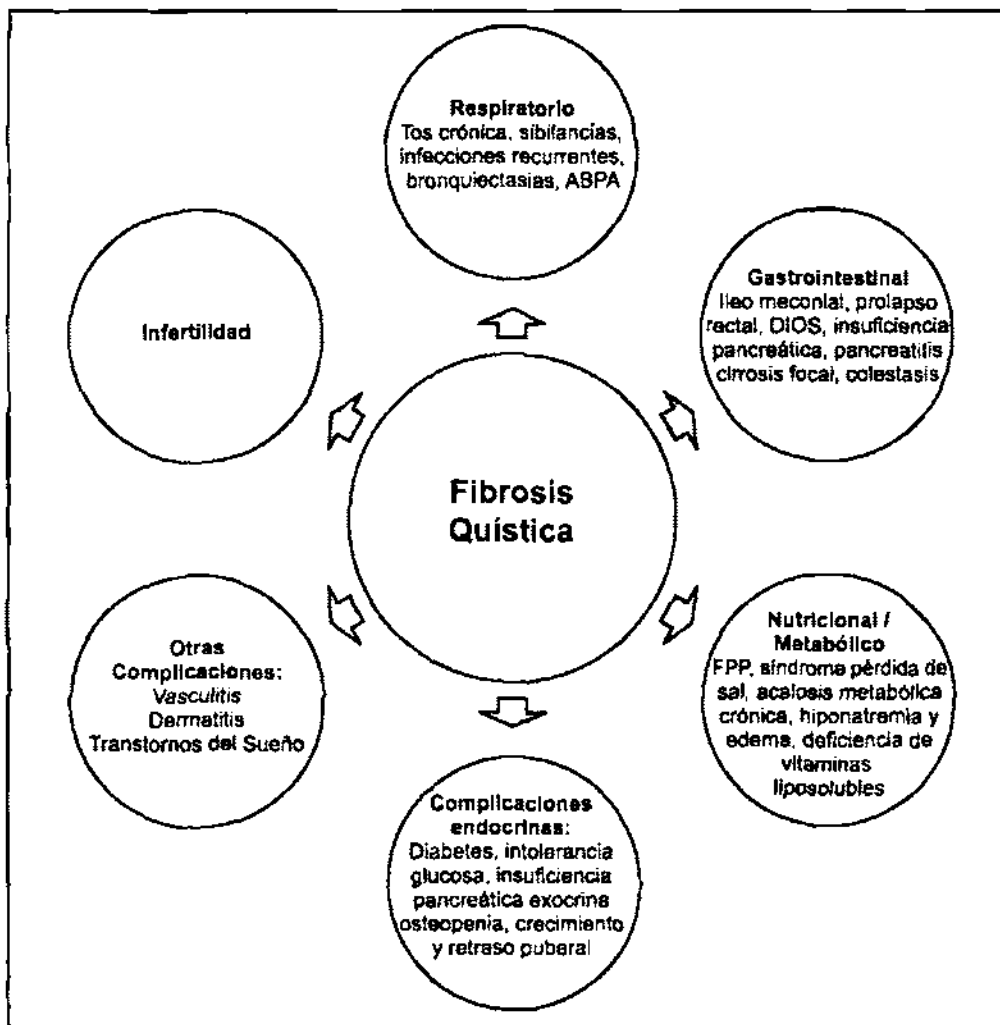 Respiratorio
Tos crónica, sibilancias,
infecciones recurrentes,
bronquiectasias, ABPA
Gastrointestinal
Ileo meconial, prolapso
rectal, DIOS, insuficiencia
pancreática, pancreatitis
cirrosis focal, colestasis
Infertilidad
Fibrosis
Quística
Nutricional /
Metabólico
FPP, síndrome pérdida de
sal, acalosis metabólica
crónica, hiponatremia y
edema, deficiencia de
vitaminas
liposolubles
Otras
Complicaciones:
Vasculitis
Dermatitis
Transtornos del Sueño
Complicaciones
endocrinas:
Diabetes, intolerancia
glucosa, insuficiencia
pancreática exocrina
osteopenia, crecimiento
y retraso puberal